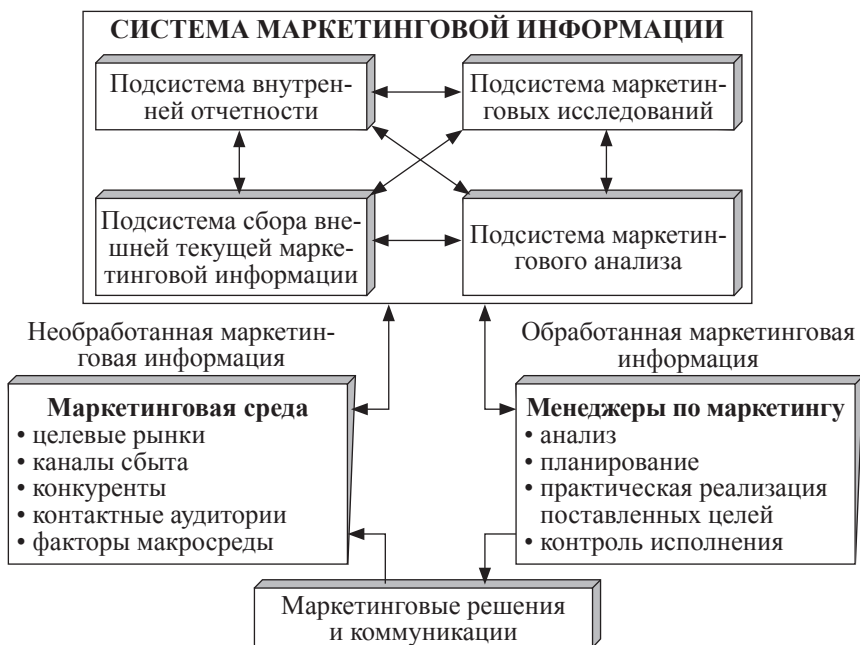 СИСТЕМА МАРКЕТИНГОВОЙ ИНФОРМАЦИИ
Подсистема внутрен-
ней отчетности
Подсистема маркетин-
говых исследований
Подсистема сбора вне-
шней текущей марке-
тинговой информации
Подсистема маркетин-
гового анализа
Необработанная маркетин-
говая информация
Обработанная маркетинговая
информация
Маркетинговая среда
• целевые рынки
• каналы сбыта
• конкуренты
• контактные аудитории
• факторы макросреды
Менеджеры по маркетингу
• анализ
• планирование
• практическая реализация
поставленных целей
• контроль исполнения
Маркетинговые решения
и коммуникации